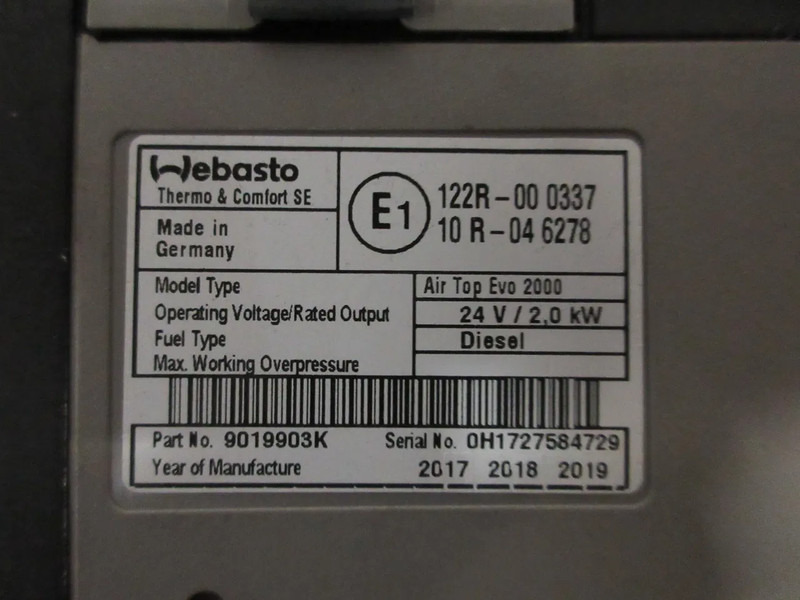 Webasto
Thermo & Comfort SE
Made in
Germany
E1
122R-00 0337
10 R-04 6278
Model Type Air Top Evo 2000
Operating Voltage/Rated Output 24 V / 2,0 kW
Fuel Type Diesel
Max. Working Overpressure
Part No. 9019903K Serial No. 0H1727584729
Year of Manufacture 2017 2018 2019